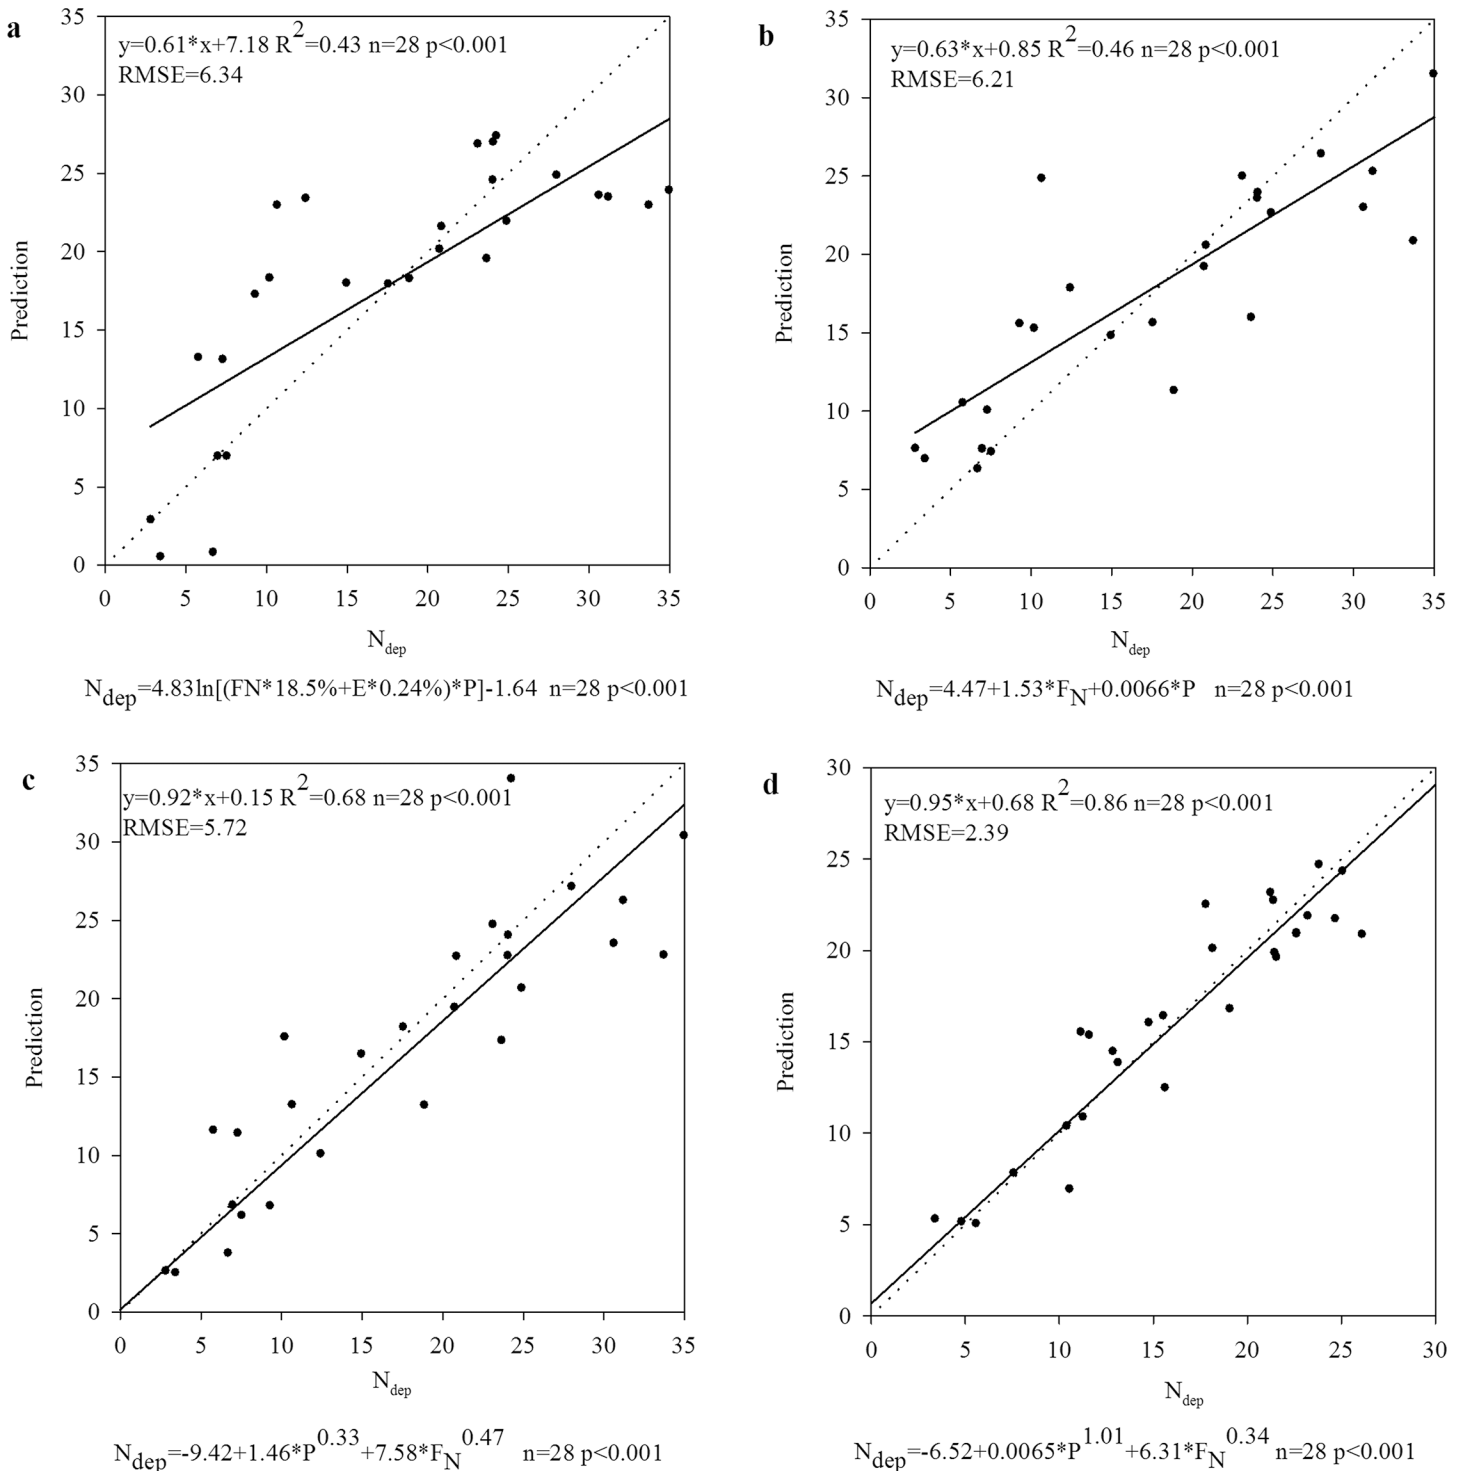 a
y=0.61*x+7.18 R2=0.43 n=28 p<0.001
RMSE=6.34
35
30
25
20
15
10
5
0
Prediction
0 5 10 15 20 25 30 35
Ndep
Ndep=4.83ln[(FN*18.5%+E*0.24%)*P]-1.64 n=28 p<0.001
b
y=0.63*x+0.85 R2=0.46 n=28 p<0.001
RMSE=6.21
35
30
25
20
15
10
5
0
Prediction
0 5 10 15 20 25 30 35
Ndep
Ndep=4.47+1.53*FN+0.0066*P n=28 p<0.001
c
y=0.92*x+0.15 R2=0.68 n=28 p<0.001
RMSE=5.72
35
30
25
20
15
10
5
0
Prediction
0 5 10 15 20 25 30 35
Ndep
Ndep=-9.42+1.46*P0.33+7.58*FN0.47 n=28 p<0.001
d
y=0.95*x+0.68 R2=0.86 n=28 p<0.001
RMSE=2.39
30
25
20
15
10
5
0
Prediction
0 5 10 15 20 25 30
Ndep
Ndep=-6.52+0.0065*P1.01+6.31*FN0.34 n=28 p<0.001